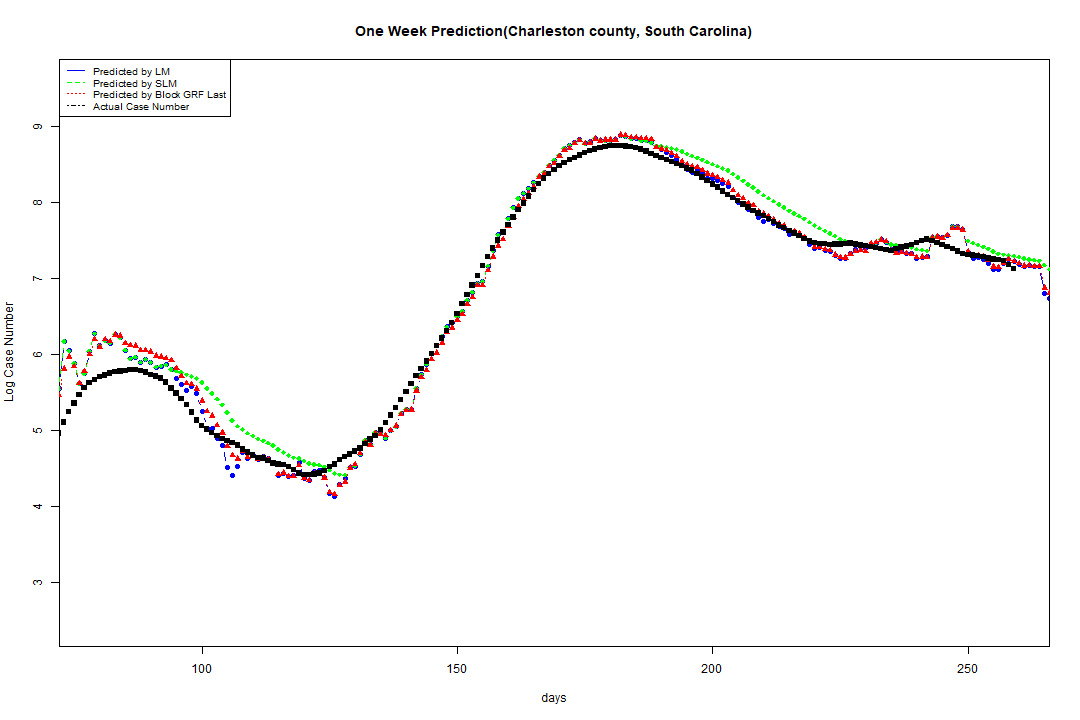 One Week Prediction(Charleston county, South Carolina)
Predicted by LM
Predicted by SLM
Predicted by Block GRF Last
Actual Case Number
9
8
7
6
5
4
3
Log Case Number
100 150 200 250
days